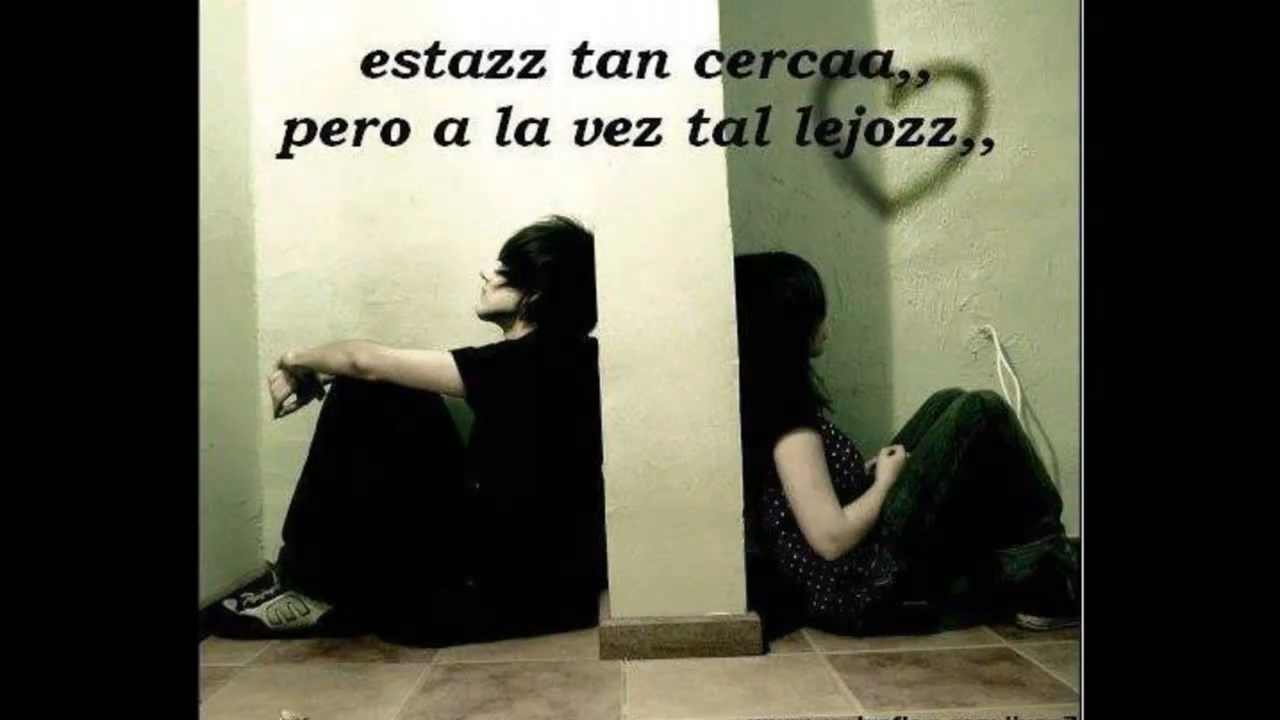 estazz tan cercaa,,
pero a la vez tal lejozz,,